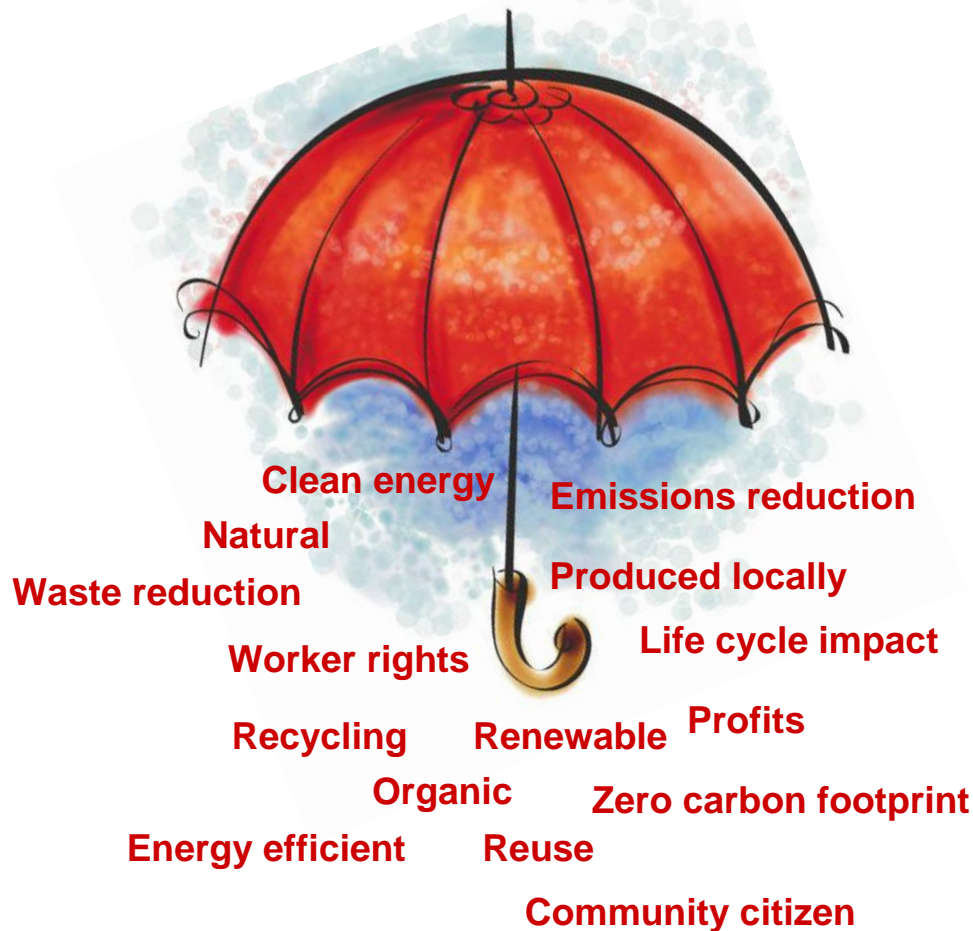 Clean energy
Emissions reduction
Natural
Produced locally
Waste reduction
Life cycle impact
Worker rights
Profits
Recycling
Renewable
Organic
Zero carbon footprint
Energy efficient
Reuse
Community citizen